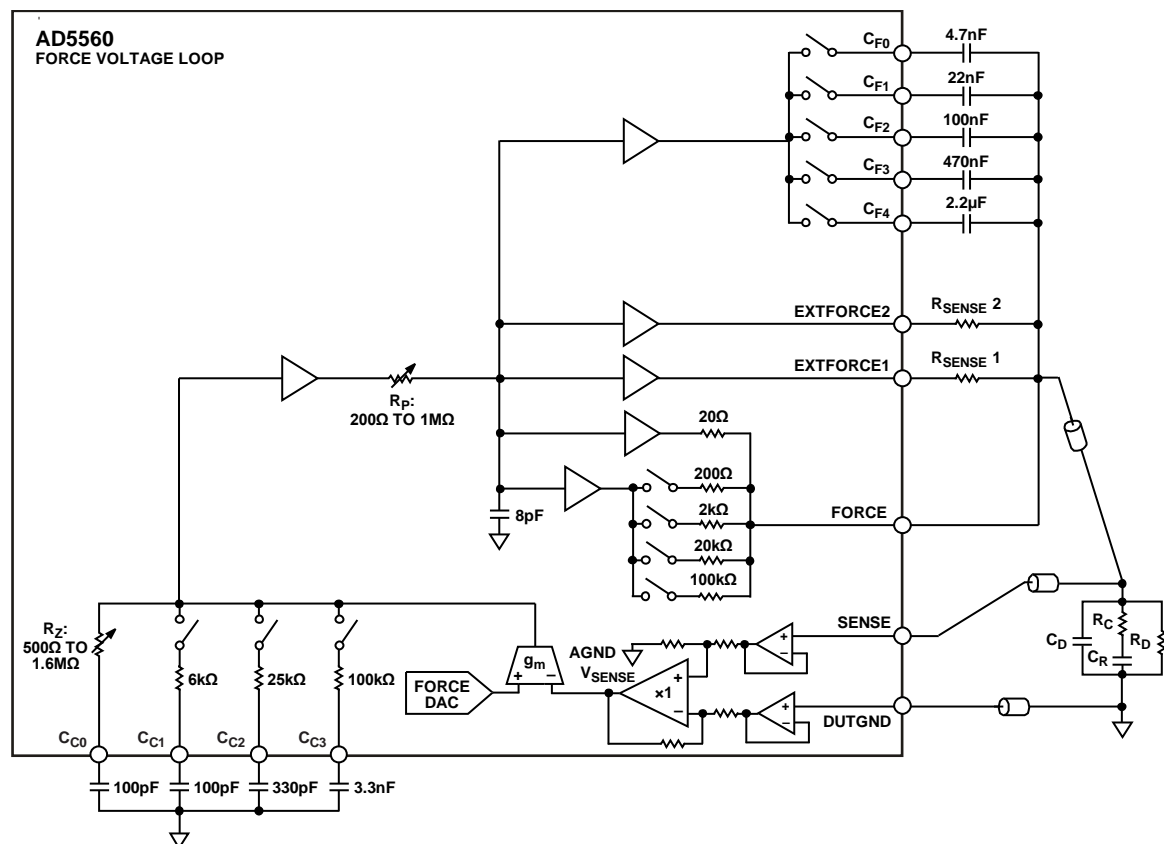 AD5560
FORCE VOLTAGE LOOP
CF0
4.7nF
CF1
22nF
CF2
100nF
CF3
470nF
CF4
2.2µF
EXTFORCE2
RSENSE 2
EXTFORCE1
RSENSE 1
RP:
200Ω TO 1MΩ
20Ω
200Ω
2kΩ
20kΩ
100kΩ
8pF
FORCE
RZ:
500Ω TO
1.6MΩ
6kΩ
25kΩ
100kΩ
FORCE
DAC
gm
+ −
AGND
VSENSE
×1
+
−
+
−
+
−
SENSE
DUTGND
CD
RC
CR
RD
CC0
CC1
CC2
CC3
100pF
100pF
330pF
3.3nF